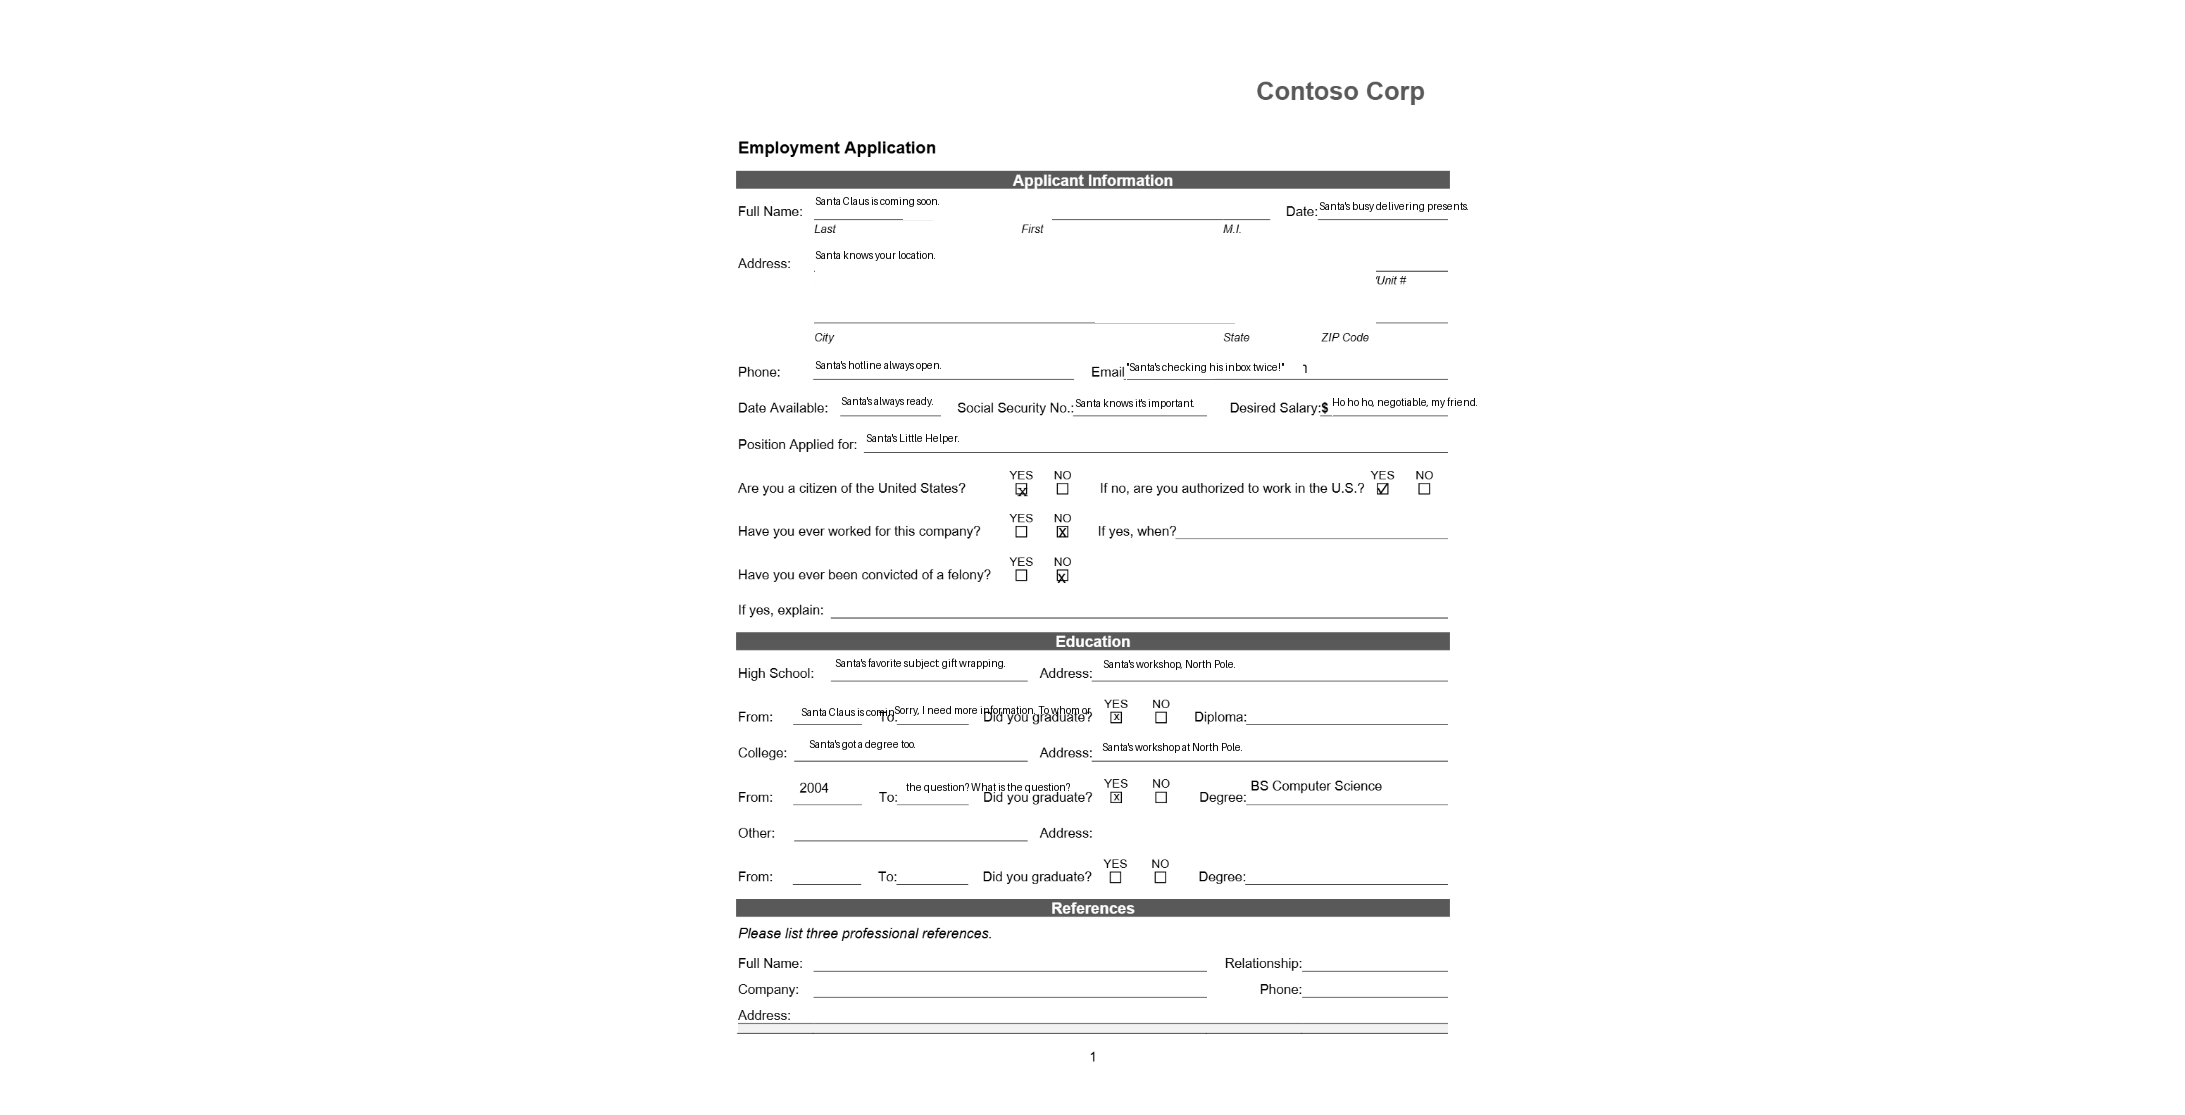 Contoso Corp
Employment Application
Applicant Information
Full Name: Santa Claus is coming soon. Date: Santa's busy delivering presents.
Last First M.I.
Address: Santa knows your location.
'Unit #
City State ZIP Code
Phone: Santa's hotline always open. Email "Santa's checking his inbox twice!"
Date Available: Santa's always ready. Social Security No.: Santa knows it's important. Desired Salary:$ Ho ho ho, negotiable, my friend.
Position Applied for: Santa's Little Helper.
YES NO YES NO
Are you a citizen of the United States? X If no, are you authorized to work in the U.S.? ✓
YES NO
Have you ever worked for this company? X If yes, when?
YES NO
Have you ever been convicted of a felony? X
If yes, explain:
Education
High School: Santa's favorite subject: gift wrapping. Address: Santa's workshop, North Pole.
YES NO
From: Santa Claus is comin To: Sorry, I need more information. To whom or Did you graduate? X Diploma:
College: Santa's got a degree too. Address: Santa's workshop at North Pole.
YES NO
From: 2004 To: the question? What is the question? Did you graduate? X Degree: BS Computer Science
Other: Address:
YES NO
From: To: Did you graduate? Degree:
References
Please list three professional references.
Full Name: Relationship:
Company: Phone:
Address:
1